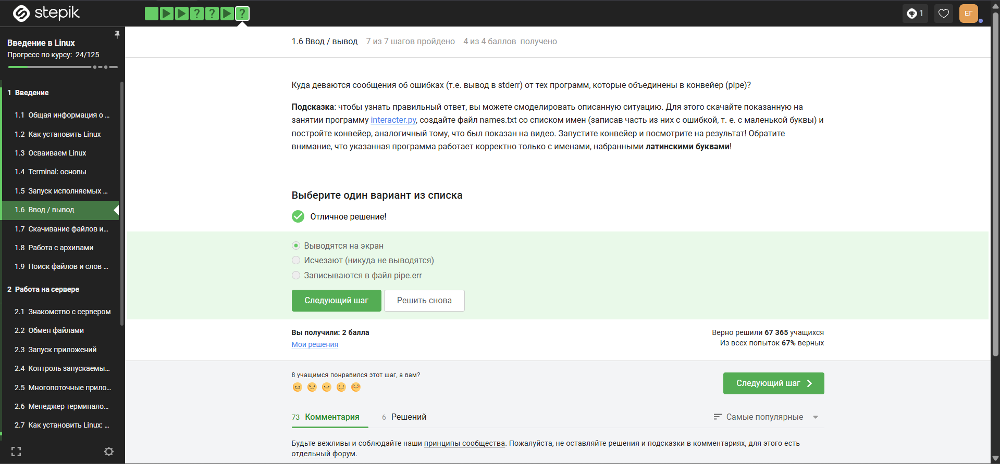 stepik
?
?
?
1
ЕГ
Введение в Linux
Прогресс по курсу: 24/125
1 Введение
1.1 Общая информация о ...
1.2 Как установить Linux
1.3 Осваиваем Linux
1.4 Terminal: основы
1.5 Запуск исполняемых ...
1.6 Ввод / вывод
1.7 Скачивание файлов и...
1.8 Работа с архивами
1.9 Поиск файлов и слов ...
2 Работа на сервере
2.1 Знакомство с сервером
2.2 Обмен файлами
2.3 Запуск приложений
2.4 Контроль запускаемы...
2.5 Многопоточные прило...
2.6 Менеджер терминало...
2.7 Как установить Linux: ...
1.6 Ввод / вывод 7 из 7 шагов пройдено 4 из 4 баллов получено
Куда деваются сообщения об ошибках (т.е. вывод в stderr) от тех программ, которые объединены в конвейер (pipe)?
Подсказка: чтобы узнать правильный ответ, вы можете смоделировать описанную ситуацию. Для этого скачайте показанную на
занятии программу interacter.py, создайте файл names.txt со списком имен (записав часть из них с ошибкой, т. е. с маленькой буквы) и
постройте конвейер, аналогичный тому, что был показан на видео. Запустите конвейер и посмотрите на результат! Обратите
внимание, что указанная программа работает корректно только с именами, набранными латинскими буквами!
Выберите один вариант из списка
Отличное решение!
Выводятся на экран
Исчезают (никуда не выводятся)
Записываются в файл pipe.err
Следующий шаг Решить снова
Вы получили: 2 балла
Мои решения
Верно решили 67 365 учащихся
Из всех попыток 67% верных
8 учащимся понравился этот шаг, а вам?
Следующий шаг
73 Комментария 6 Решений Самые популярные
Будьте вежливы и соблюдайте наши принципы сообщества. Пожалуйста, не оставляйте решения и подсказки в комментариях, для этого есть
отдельный форум.